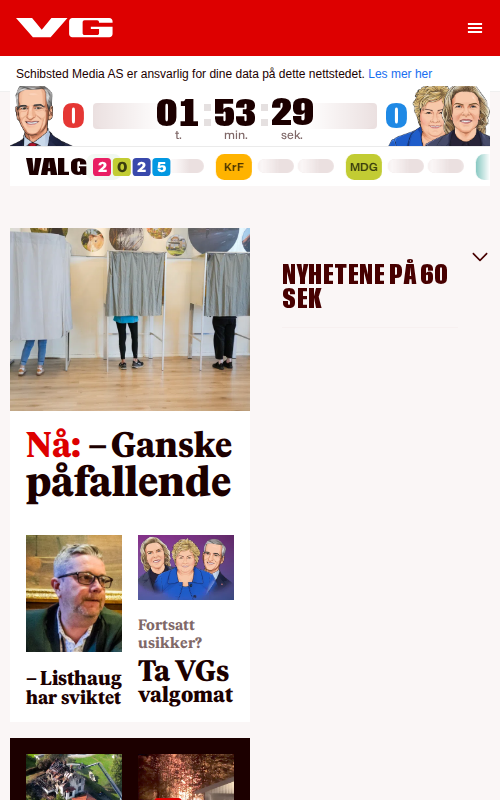 VG
Schibsted Media AS er ansvarlig for dine data på dette nettstedet. Les mer her
0 01:53:29 0
t. min. sek.
VALG 2025 KrF MDG
NYHETENE PÅ 60
SEK
Nå: – Ganske
påfallende
– Listhaug
har sviktet
Fortsatt
usikker?
Ta VGs
valgomat